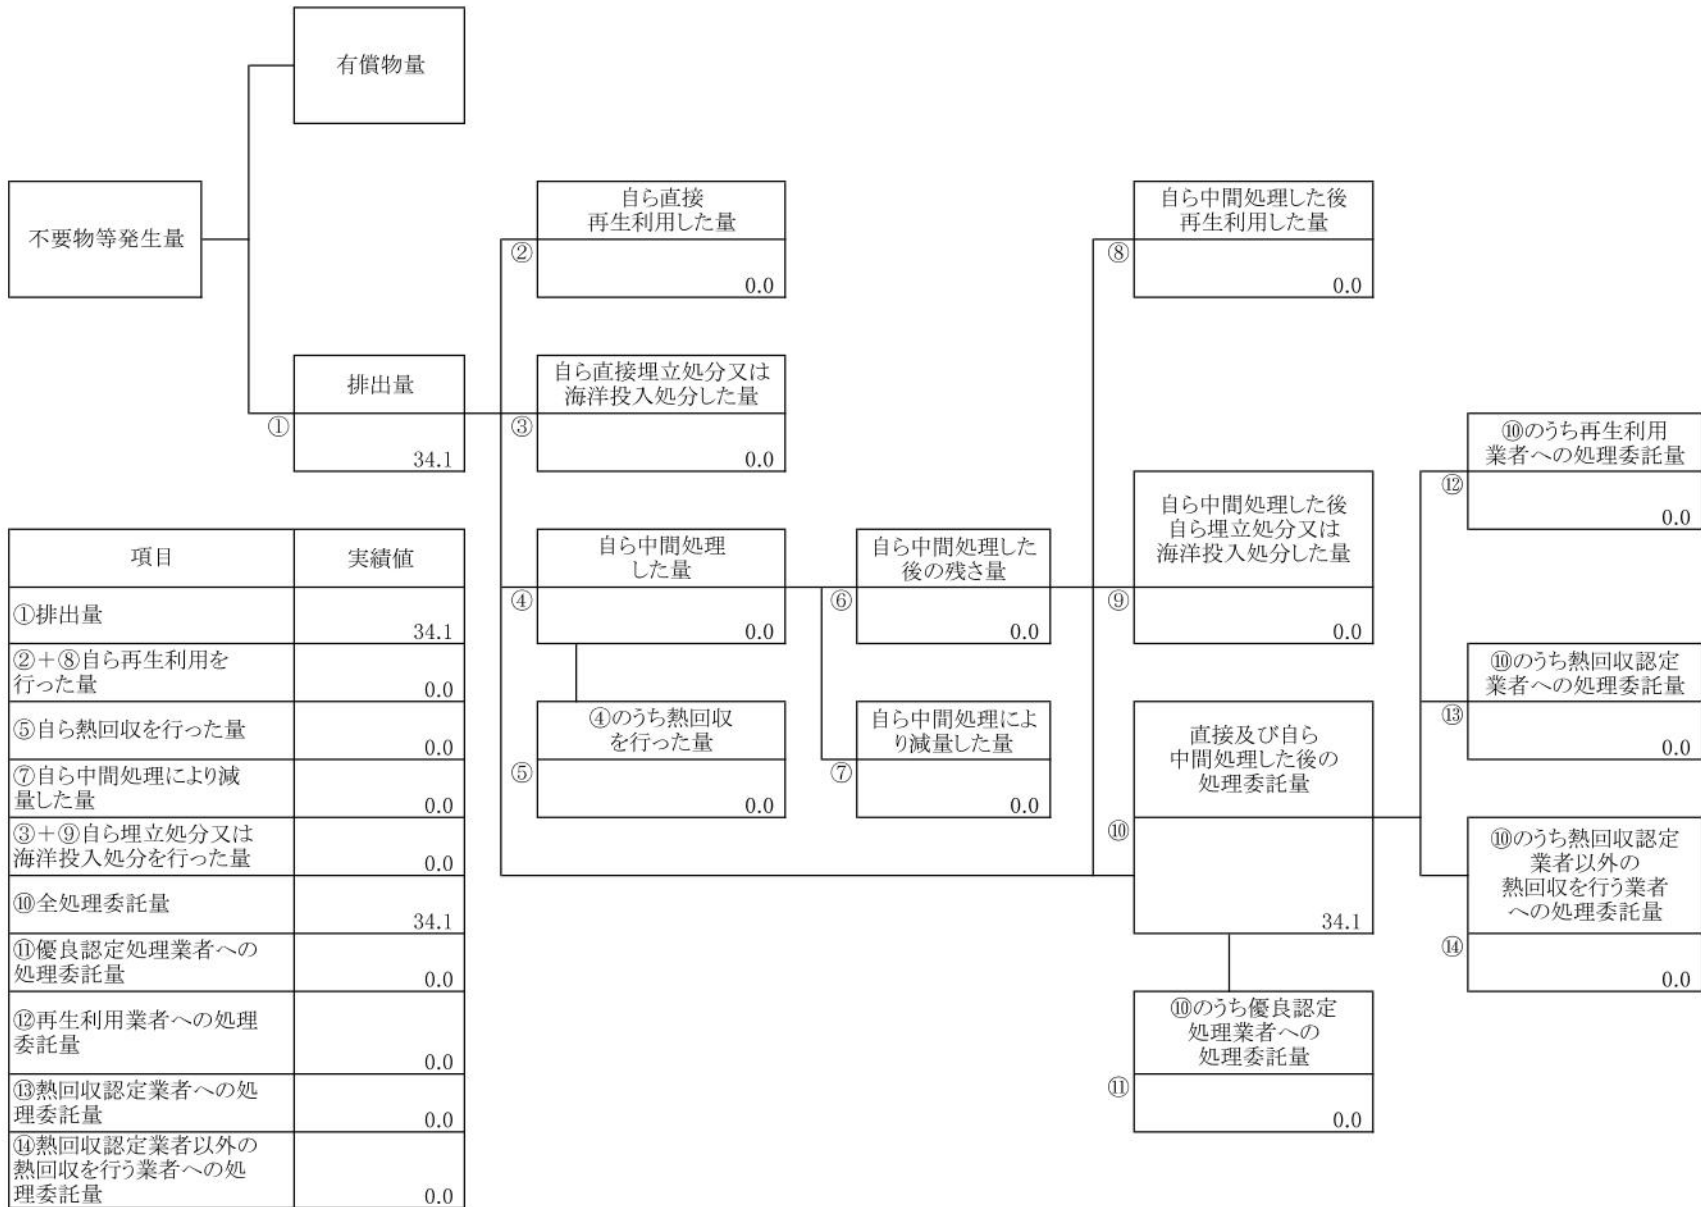 有償物量
不要物等発生量
自ら直接
再生利用した量
②
0.0
自ら中間処理した後
再生利用した量
⑧
0.0
排出量
①
34.1
自ら直接埋立処分又は
海洋投入処分した量
③
0.0
⑩のうち再生利用
業者への処理委託量
⑫
0.0
自ら中間処理
した量
④
0.0
自ら中間処理した
後の残さ量
⑥
0.0
自ら中間処理した後
自ら埋立処分又は
海洋投入処分した量
⑨
0.0
⑩のうち熱回収認定
業者への処理委託量
⑬
0.0
④のうち熱回収
を行った量
⑤
0.0
自ら中間処理によ
り減量した量
⑦
0.0
直接及び自ら
中間処理した後の
処理委託量
⑩
34.1
⑩のうち熱回収認定
業者以外の
熱回収を行う業者
への処理委託量
⑭
0.0
⑩のうち優良認定
処理業者への
処理委託量
⑪
0.0
項目 実績値
①排出量
34.1
②+⑧自ら再生利用を
行った量
0.0
⑤自ら熱回収を行った量
0.0
⑦自ら中間処理により減
量した量
0.0
③+⑨自ら埋立処分又は
海洋投入処分を行った量
0.0
⑩全処理委託量
34.1
⑪優良認定処理業者への
処理委託量
0.0
⑫再生利用業者への処理
委託量
0.0
⑬熱回収認定業者への処
理委託量
0.0
⑭熱回収認定業者以外の
熱回収を行う業者への処
理委託量
0.0